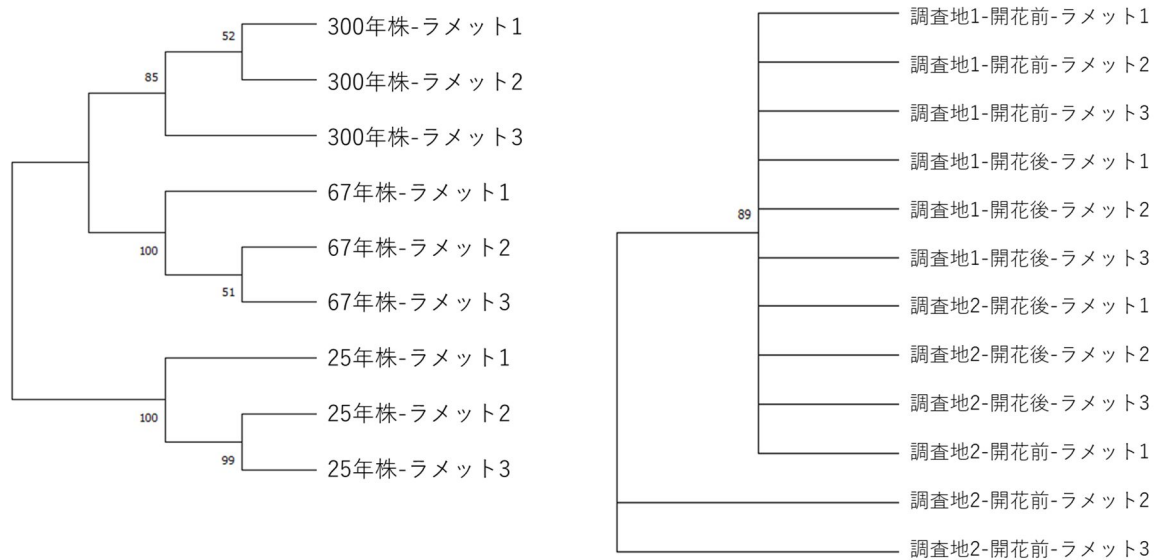 52
300年株-ラメット1
85
300年株-ラメット2
300年株-ラメット3
67年株-ラメット1
100
67年株-ラメット2
51
67年株-ラメット3
25年株-ラメット1
100
25年株-ラメット2
99
25年株-ラメット3
調査地1-開花前-ラメット1
調査地1-開花前-ラメット2
調査地1-開花前-ラメット3
調査地1-開花後-ラメット1
89
調査地1-開花後-ラメット2
調査地1-開花後-ラメット3
調査地2-開花後-ラメット1
調査地2-開花後-ラメット2
調査地2-開花後-ラメット3
調査地2-開花前-ラメット1
調査地2-開花前-ラメット2
調査地2-開花前-ラメット3